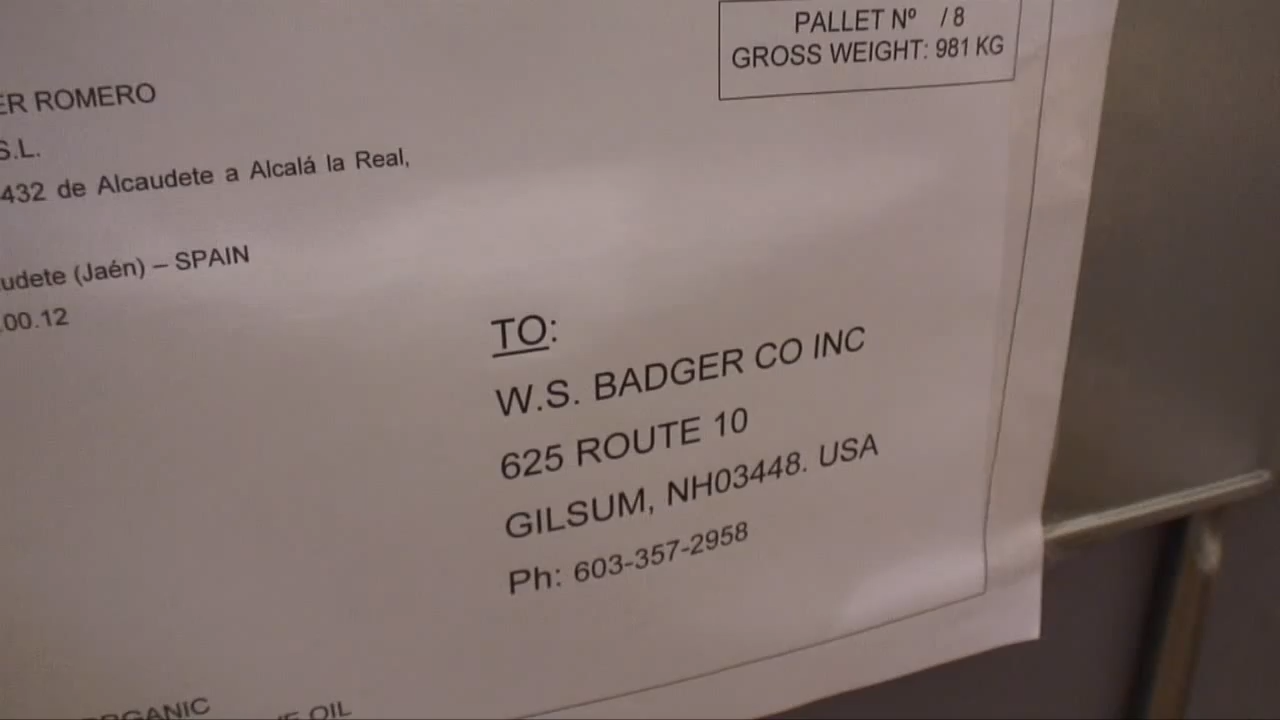 PALLET Nº / 8
GROSS WEIGHT: 981 KG
ER ROMERO
S.L.
432 de Alcaudete a Alcalá la Real,
udete (Jaén) – SPAIN
.00.12
TO:
W.S. BADGER CO INC
625 ROUTE 10
GILSUM, NH03448. USA
Ph: 603-357-2958
RGANIC
OIL